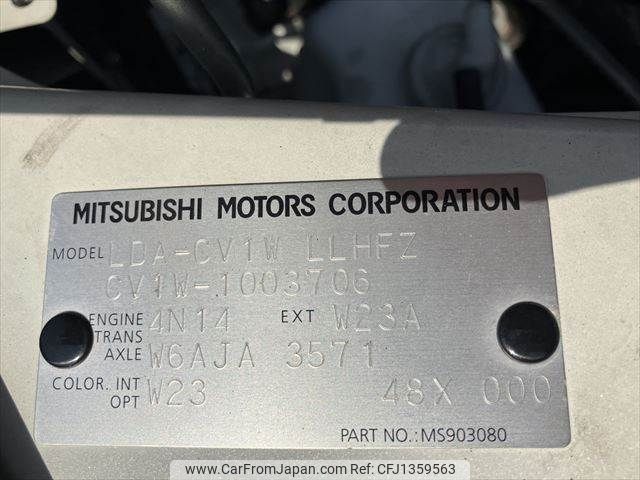 MITSUBISHI MOTORS CORPORATION
MODEL LDA-CV1W LLHFZ
CV1W-1003706
ENGINE 4N14 EXT W23A
TRANS
AXLE W6AJA 3571
COLOR. INT W23 48X 000
OPT
PART NO.: MS903080
www.CarFromJapan.com CFJ1359563